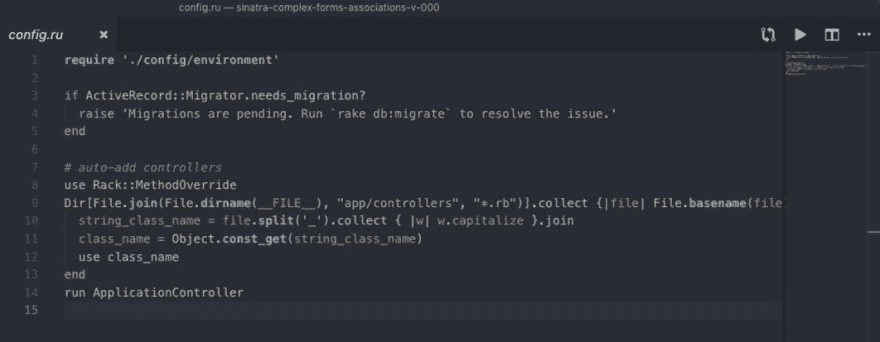 config.ru — sinatra-complex-forms-associations-v-000
config.ru ×
1 require './config/environment'
2
3 if ActiveRecord::Migrator.needs_migration?
4   raise 'Migrations are pending. Run `rake db:migrate` to resolve the issue.'
5 end
6
7 # auto-add controllers
8 use Rack::MethodOverride
9 Dir[File.join(File.dirname(__FILE__), "app/controllers", "*.rb")].collect {|file| File.basename(file
10   string_class_name = file.split('_').collect { |w| w.capitalize }.join
11   class_name = Object.const_get(string_class_name)
12   use class_name
13 end
14 run ApplicationController
15